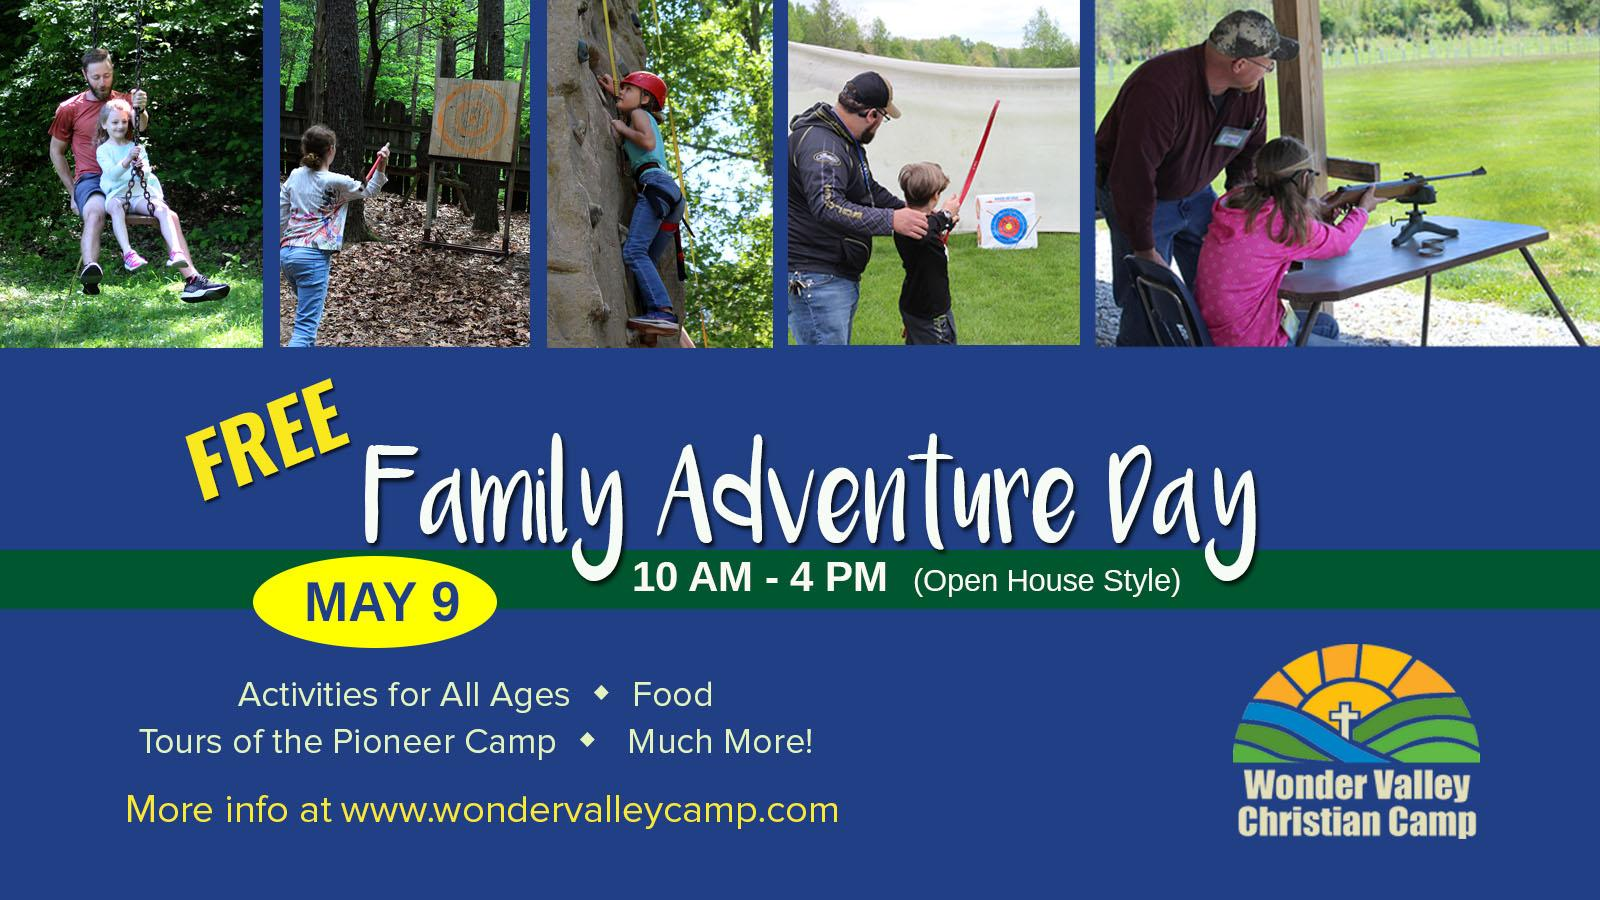 FREE
Family Adventure Day
10 AM - 4 PM (Open House Style)
MAY 9
Activities for All Ages ◆ Food
Tours of the Pioneer Camp ◆ Much More!
More info at www.wondervalleycamp.com
Wonder Valley
Christian Camp